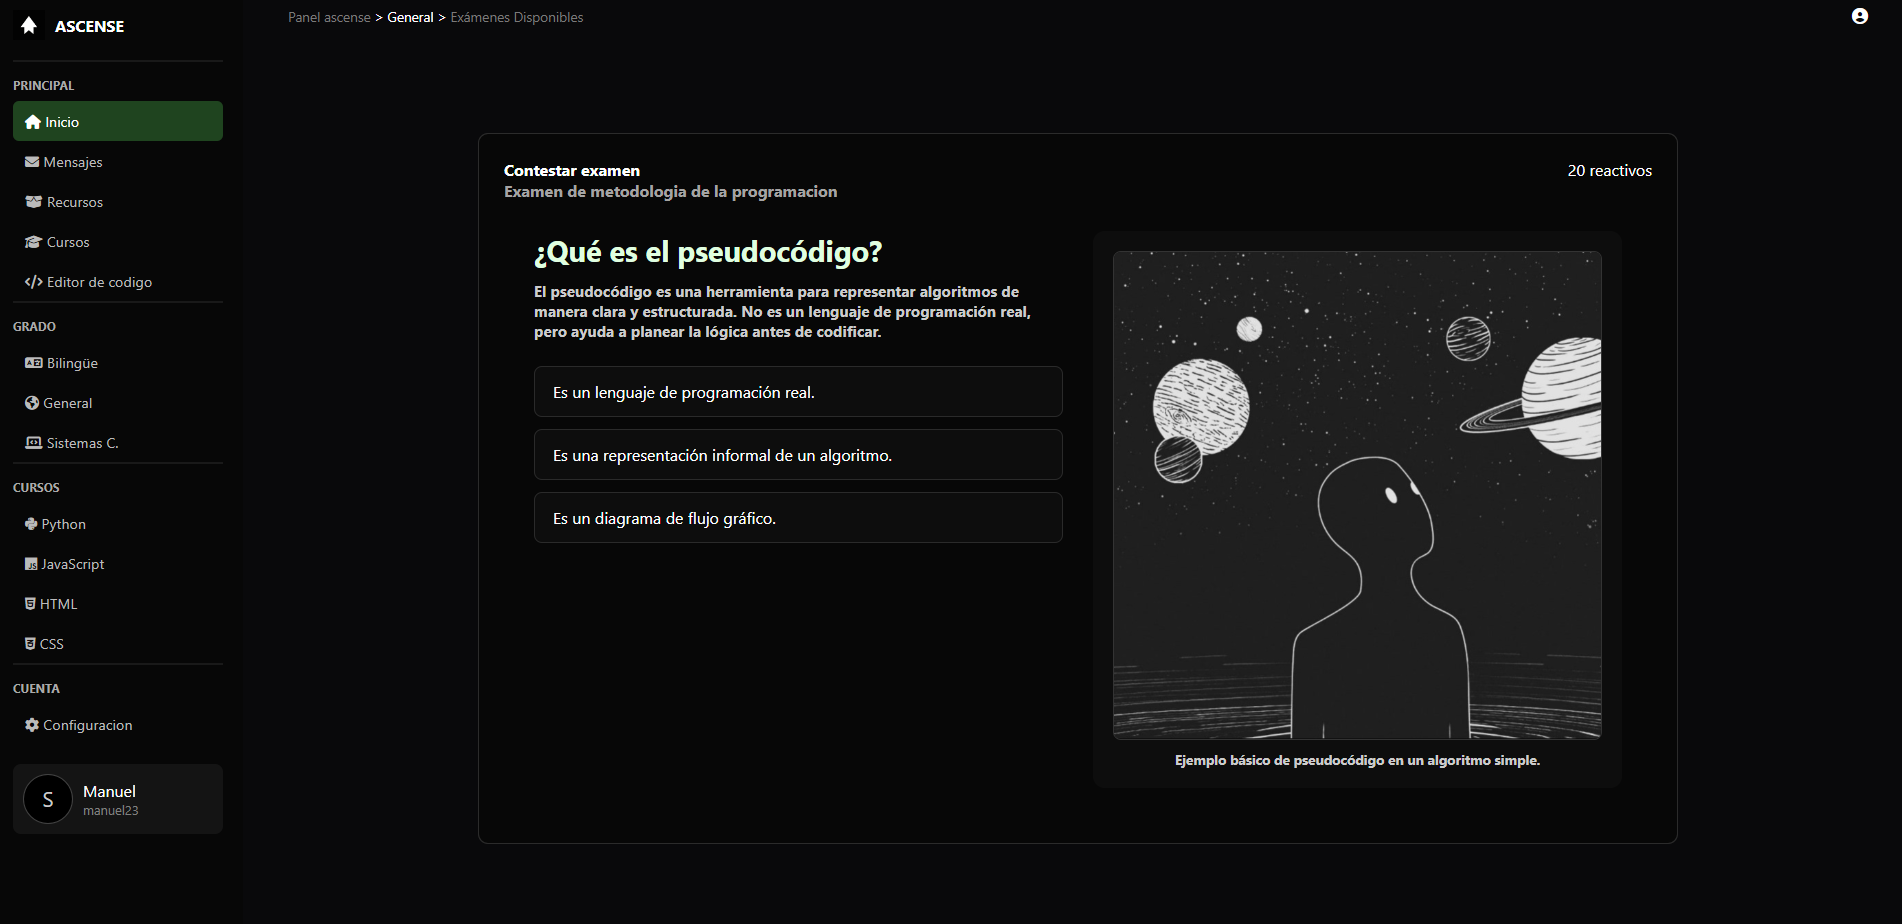 ASCENSE
PRINCIPAL
Inicio
Mensajes
Recursos
Cursos
Editor de codigo
GRADO
Bilingüe
General
Sistemas C.
CURSOS
Python
JavaScript
HTML
CSS
CUENTA
Configuracion
S
Manuel
manuel23
Panel ascense > General > Exámenes Disponibles
Contestar examen
20 reactivos
Examen de metodologia de la programacion
¿Qué es el pseudocódigo?
El pseudocódigo es una herramienta para representar algoritmos de
manera clara y estructurada. No es un lenguaje de programación real,
pero ayuda a planear la lógica antes de codificar.
Es un lenguaje de programación real.
Es una representación informal de un algoritmo.
Es un diagrama de flujo gráfico.
Ejemplo básico de pseudocódigo en un algoritmo simple.